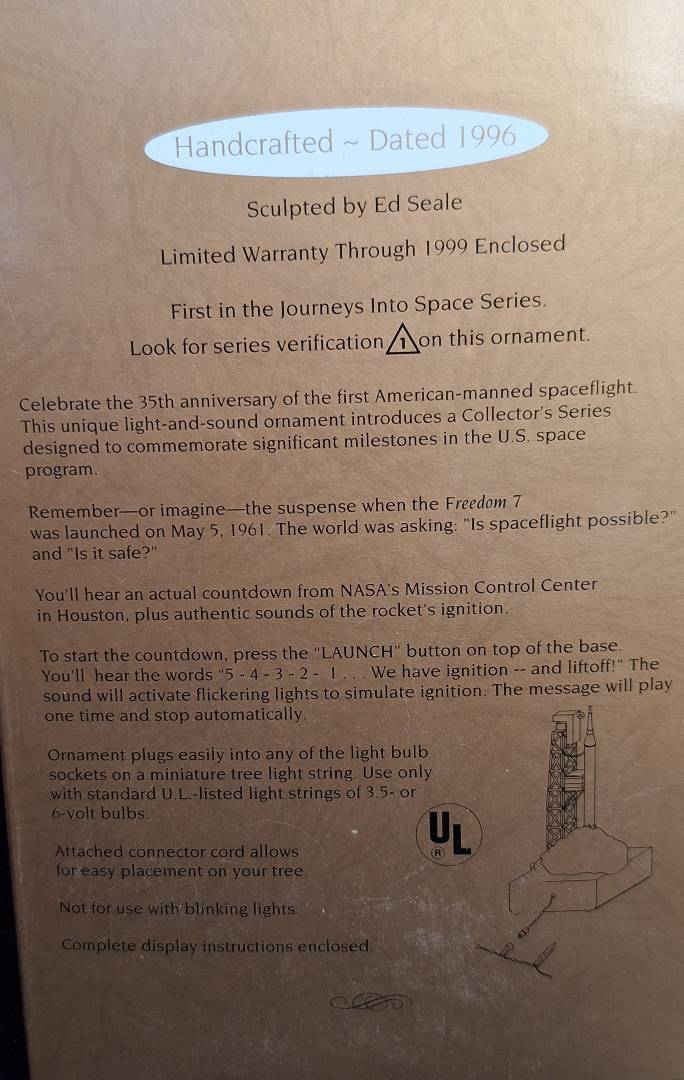 Handcrafted ~ Dated 1996
Sculpted by Ed Seale
Limited Warranty Through 1999 Enclosed
First in the Journeys Into Space Series.
Look for series verification 1 on this ornament.
Celebrate the 35th anniversary of the first American-manned spaceflight.
This unique light-and-sound ornament introduces a Collector's Series
designed to commemorate significant milestones in the U.S. space
program.
Remember—or imagine—the suspense when the Freedom 7
was launched on May 5, 1961. The world was asking: "Is spaceflight possible?"
and "Is it safe?"
You'll hear an actual countdown from NASA's Mission Control Center
in Houston, plus authentic sounds of the rocket's ignition.
To start the countdown, press the "LAUNCH" button on top of the base.
You'll hear the words "5 - 4 - 3 - 2 - 1 . . . We have ignition -- and liftoff!" The
sound will activate flickering lights to simulate ignition. The message will play
one time and stop automatically.
Ornament plugs easily into any of the light bulb
sockets on a miniature tree light string. Use only
with standard U.L.-listed light strings of 3.5- or
6-volt bulbs.
UL
®
Attached connector cord allows
for easy placement on your tree.
Not for use with blinking lights.
Complete display instructions enclosed.